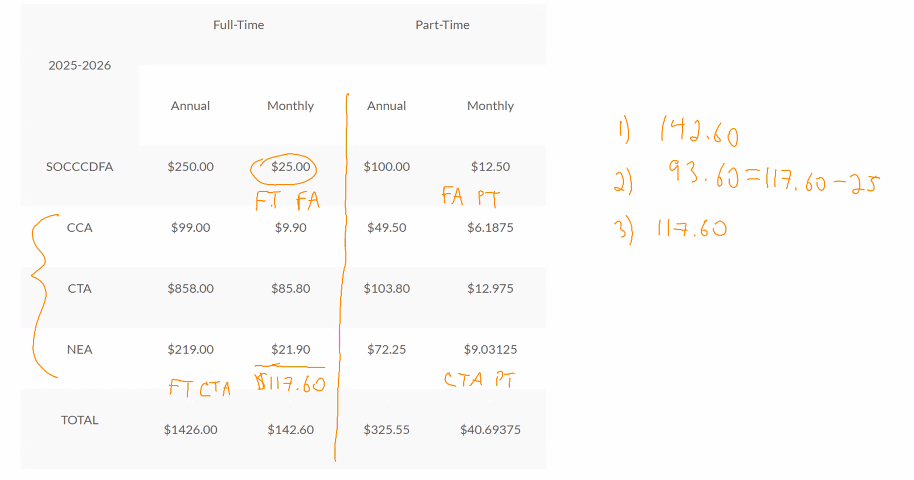 Full-Time Part-Time
2025-2026
Annual Monthly Annual Monthly
1) 142.60
SOCCCDFA $250.00 $25.00 $100.00 $12.50
2) 93.60=117.60-25
FT FA FA PT
CCA $99.00 $9.90 $49.50 $6.1875
3) 117.60
CTA $858.00 $85.80 $103.80 $12.975
NEA $219.00 $21.90 $72.25 $9.03125
FT CTA $117.60 CTA PT
TOTAL $1426.00 $142.60 $325.55 $40.69375